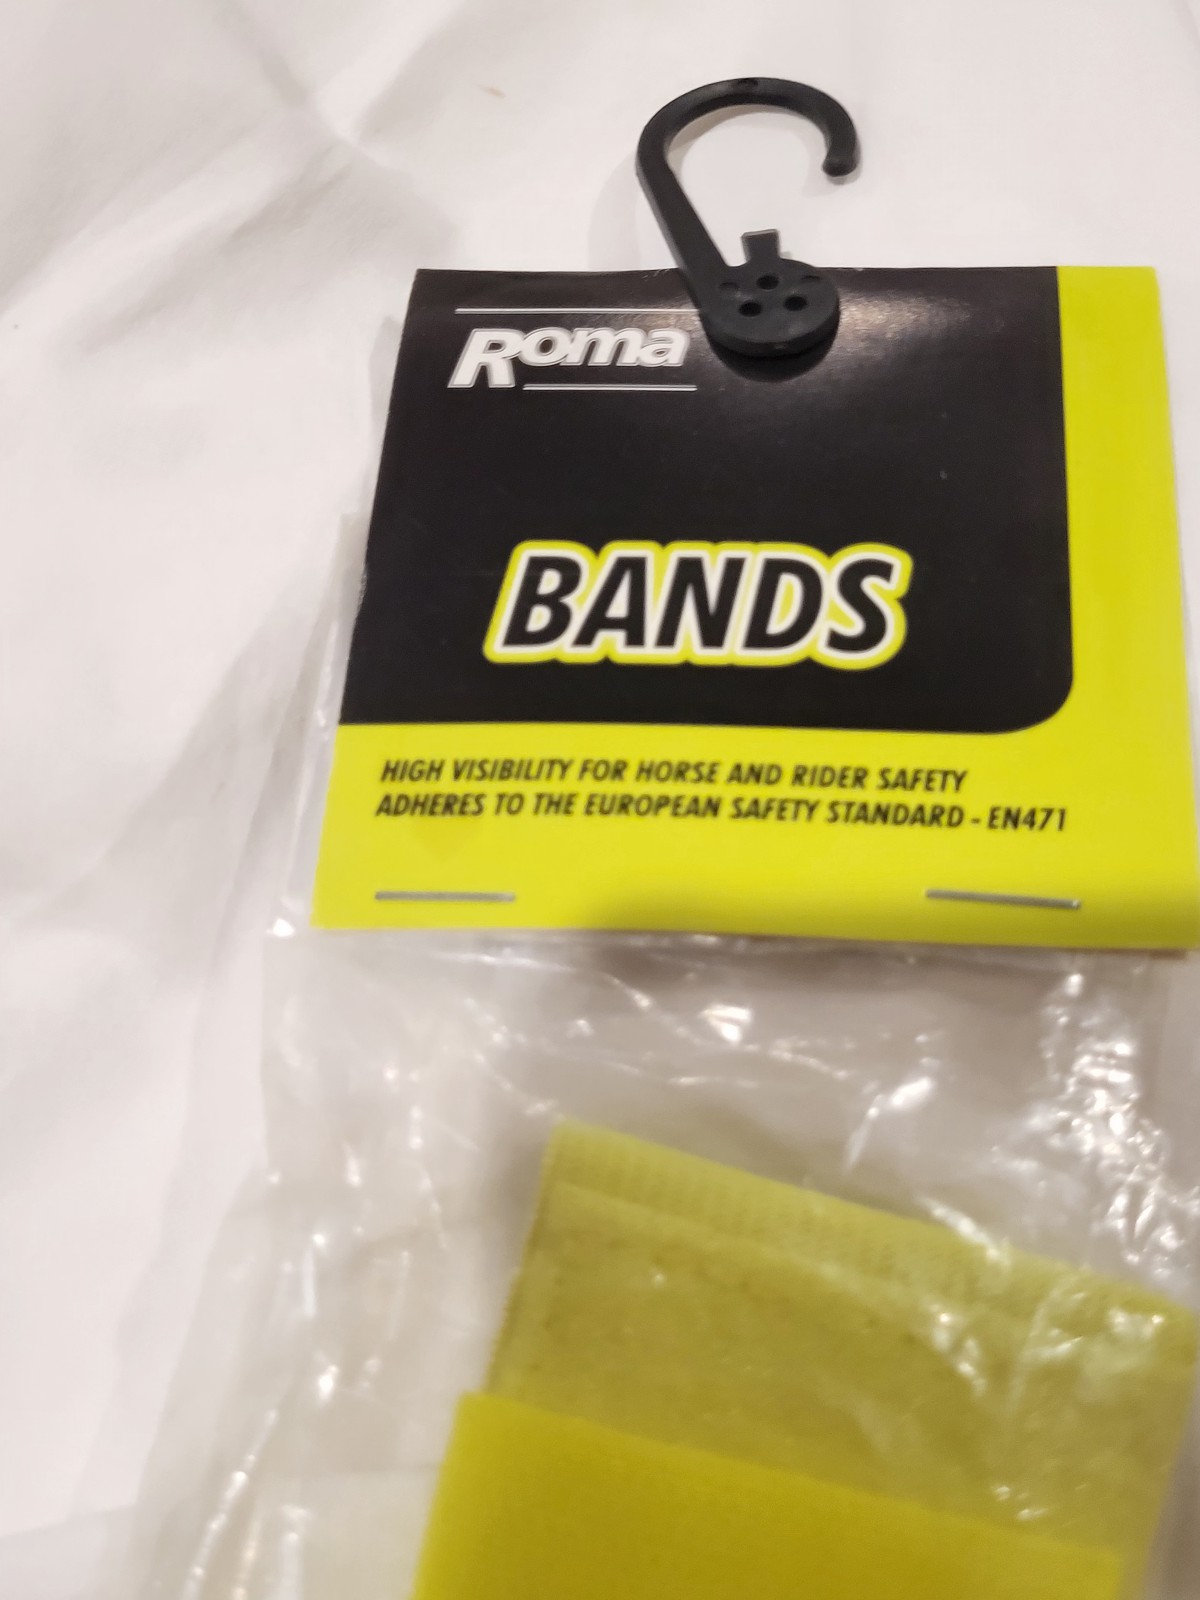 Roma
BANDS
HIGH VISIBILITY FOR HORSE AND RIDER SAFETY
ADHERES TO THE EUROPEAN SAFETY STANDARD - EN471